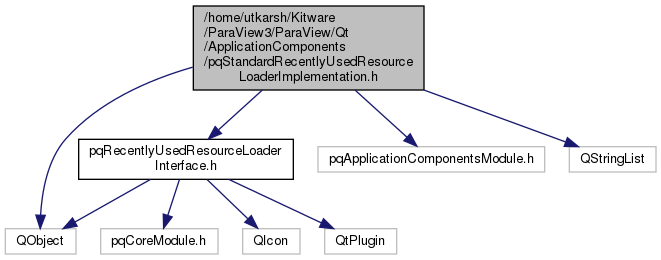 /home/utkarsh/Kitware
/ParaView3/ParaView/Qt
/ApplicationComponents
/pqStandardRecentlyUsedResource
LoaderImplementation.h
pqRecentlyUsedResourceLoader
Interface.h
pqApplicationComponentsModule.h
QStringList
QObject
pqCoreModule.h
QIcon
QtPlugin